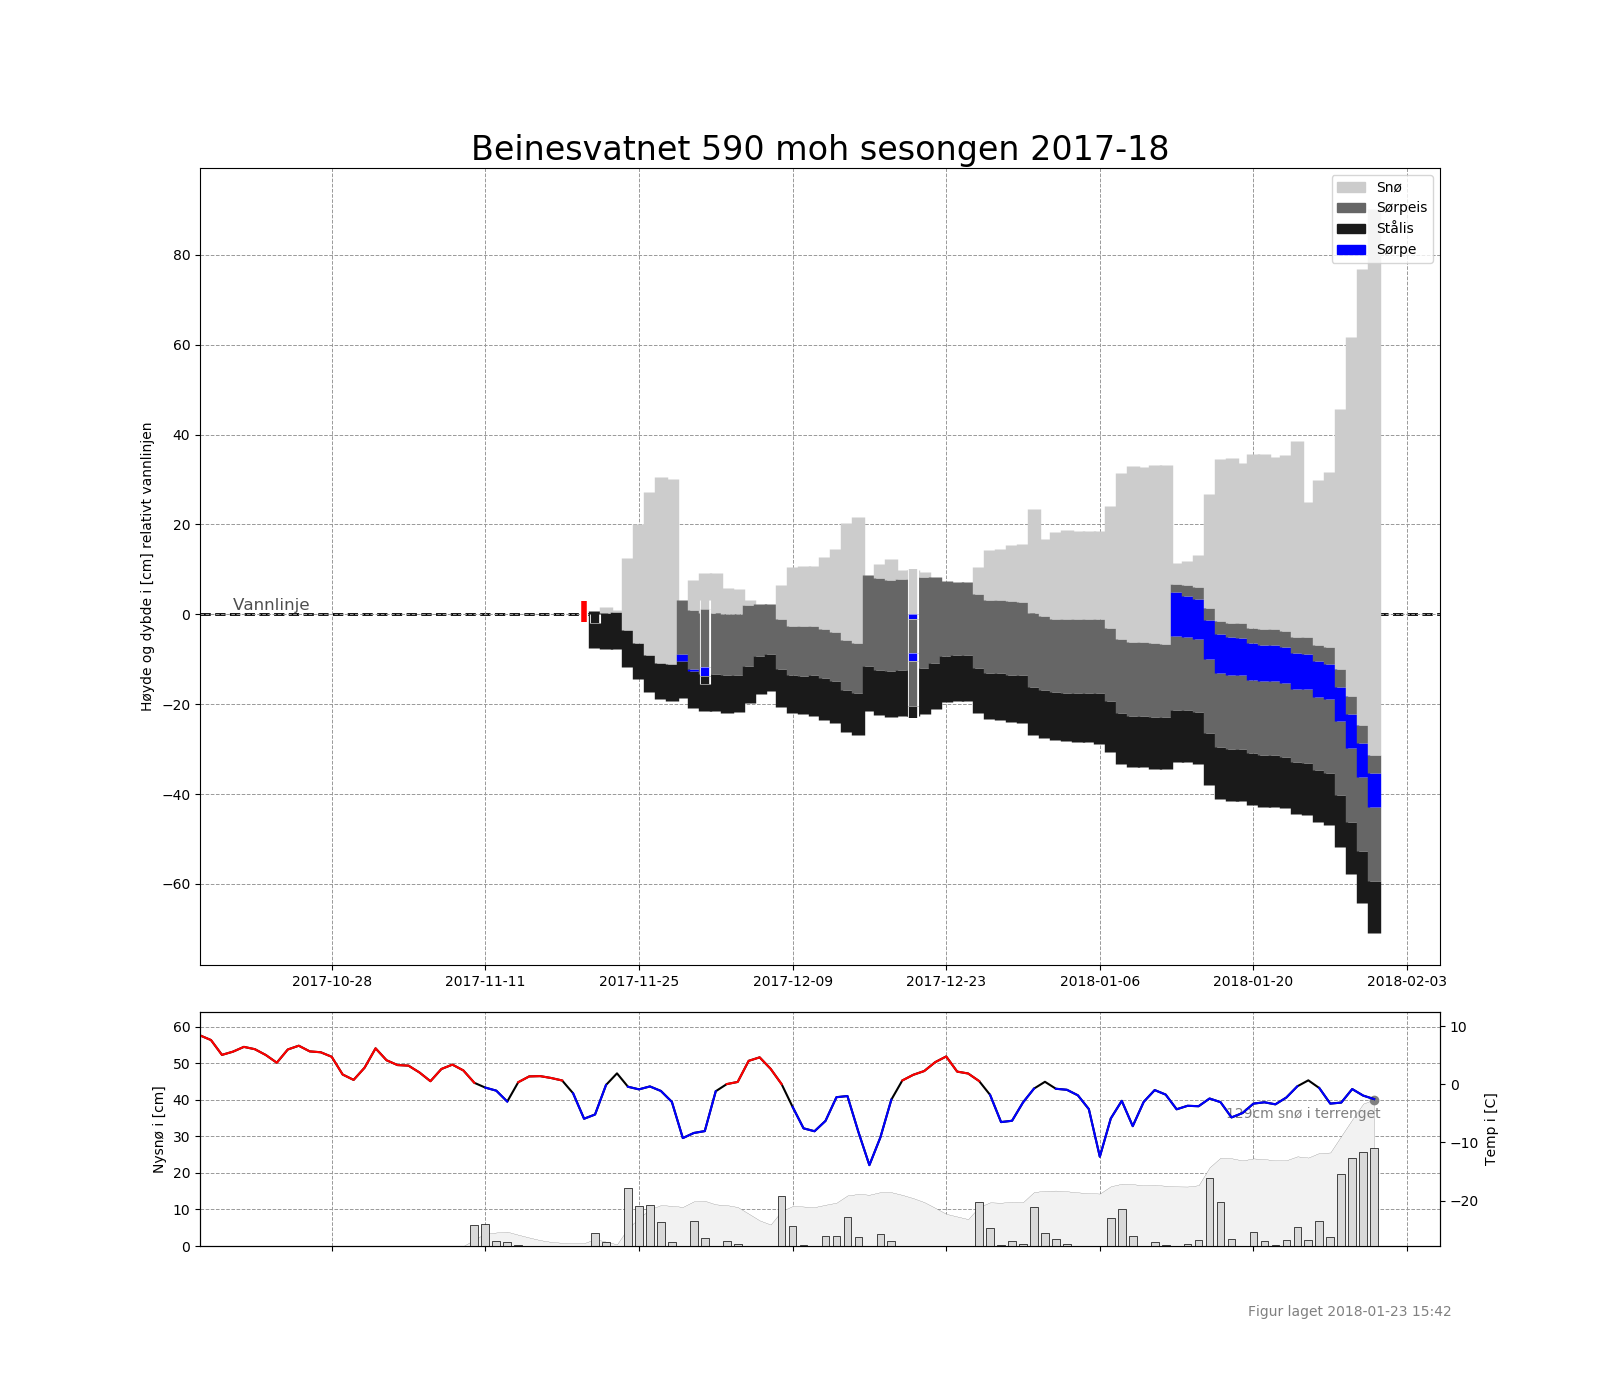 Beinesvatnet 590 moh sesongen 2017-18
Snø
Sørpeis
Stålis
Sørpe
80
60
40
20
0
−20
−40
−60
Høyde og dybde i [cm] relativt vannlinjen
Vannlinje
2017-10-28 2017-11-11 2017-11-25 2017-12-09 2017-12-23 2018-01-06 2018-01-20 2018-02-03
60
50
40
30
20
10
0
Nysnø i [cm]
10
0
−10
−20
Temp i [C]
129cm snø i terrenget
Figur laget 2018-01-23 15:42